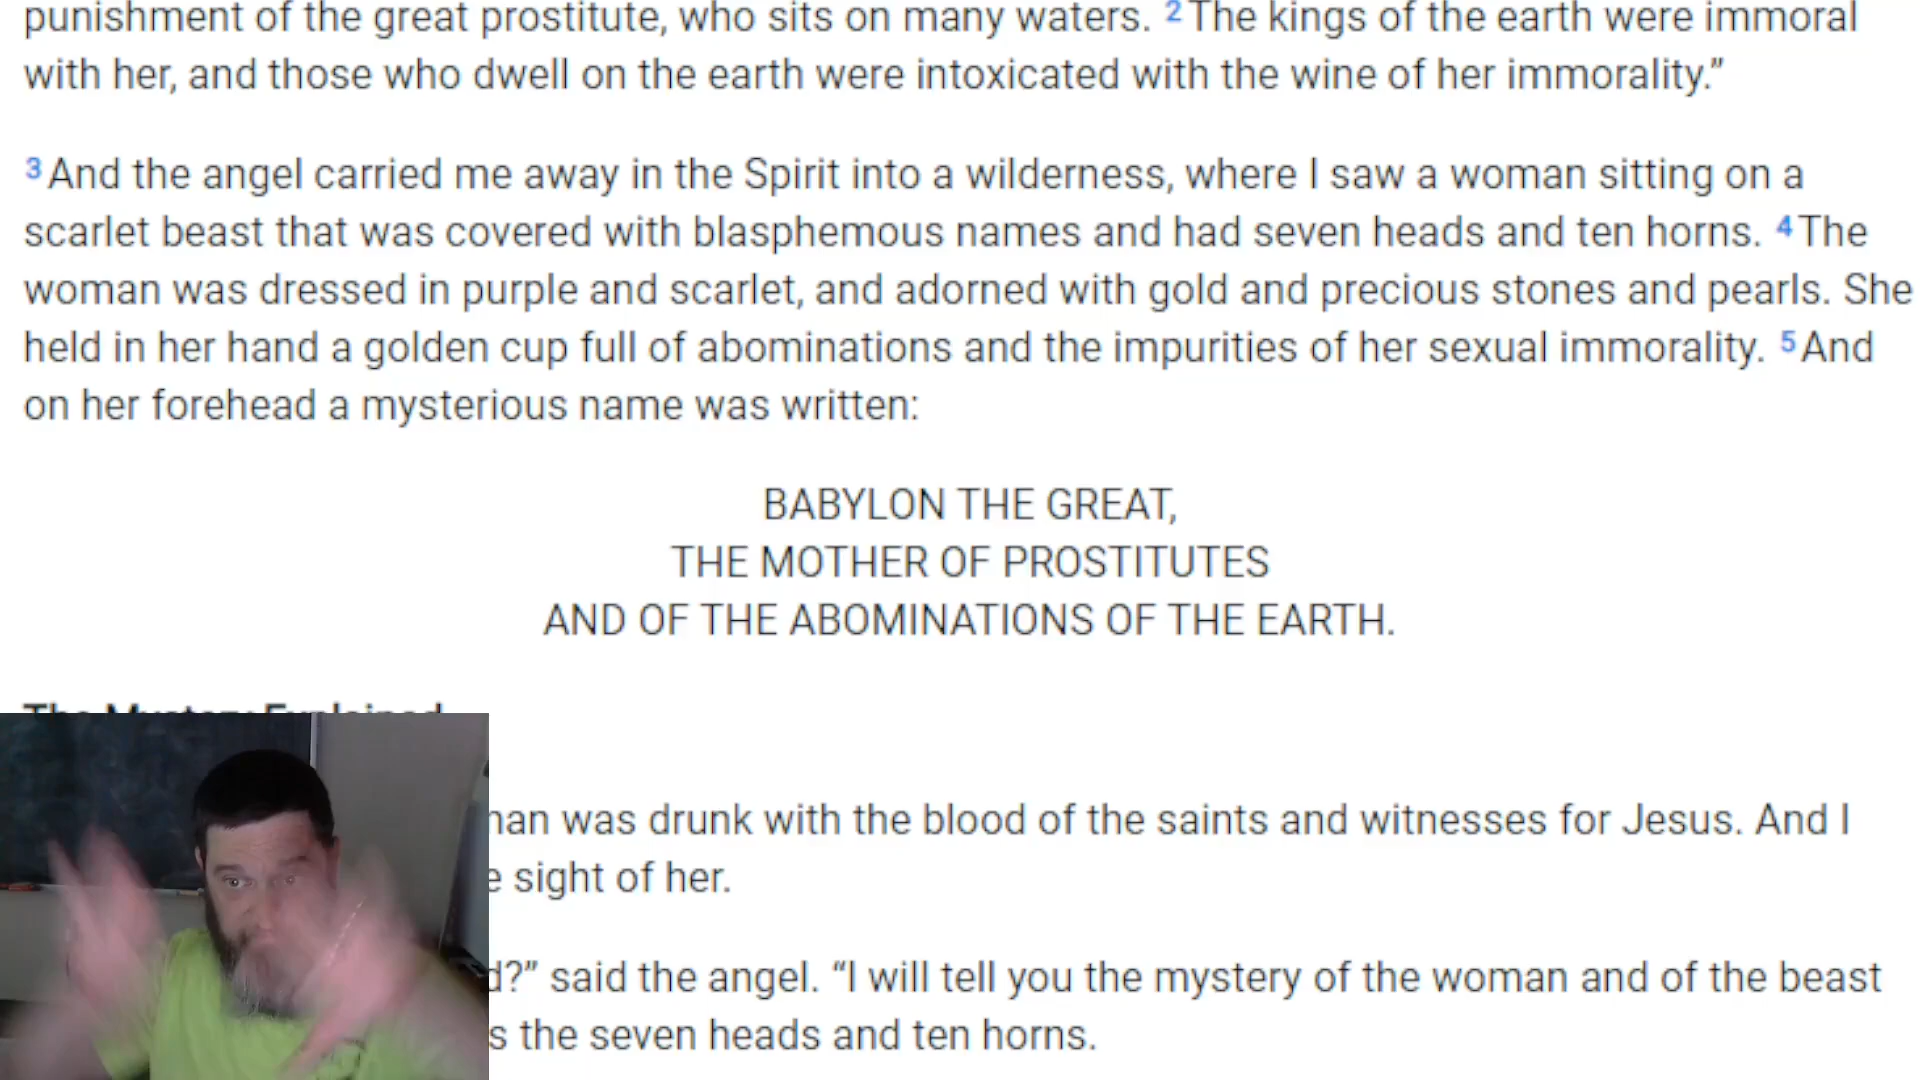 punishment of the great prostitute, who sits on many waters. 2 The kings of the earth were immoral
with her, and those who dwell on the earth were intoxicated with the wine of her immorality.”
3 And the angel carried me away in the Spirit into a wilderness, where I saw a woman sitting on a
scarlet beast that was covered with blasphemous names and had seven heads and ten horns. 4 The
woman was dressed in purple and scarlet, and adorned with gold and precious stones and pearls. She
held in her hand a golden cup full of abominations and the impurities of her sexual immorality. 5 And
on her forehead a mysterious name was written:
BABYLON THE GREAT,
THE MOTHER OF PROSTITUTES
AND OF THE ABOMINATIONS OF THE EARTH.
The Mystery Explained
was drunk with the blood of the saints and witnesses for Jesus. And I
sight of her.
said the angel. “I will tell you the mystery of the woman and of the beast
the seven heads and ten horns.